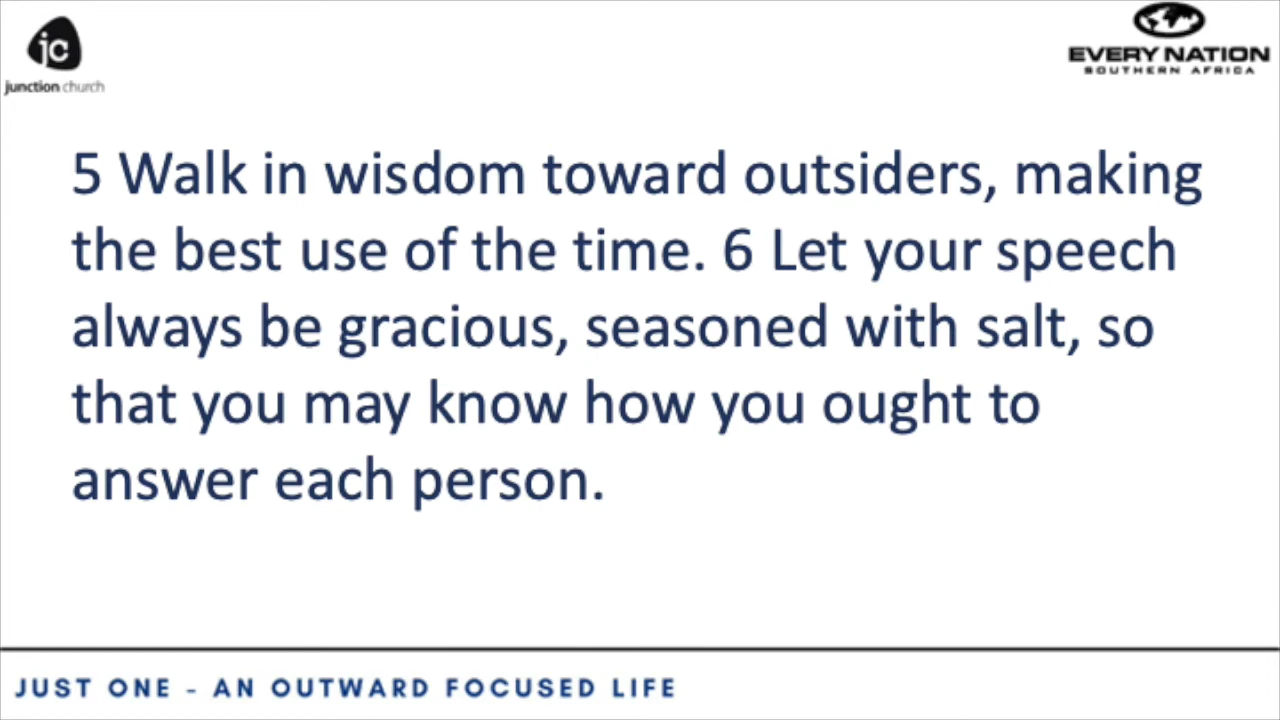 jc
junction church
EVERY NATION
SOUTHERN AFRICA
5 Walk in wisdom toward outsiders, making
the best use of the time. 6 Let your speech
always be gracious, seasoned with salt, so
that you may know how you ought to
answer each person.
JUST ONE - AN OUTWARD FOCUSED LIFE